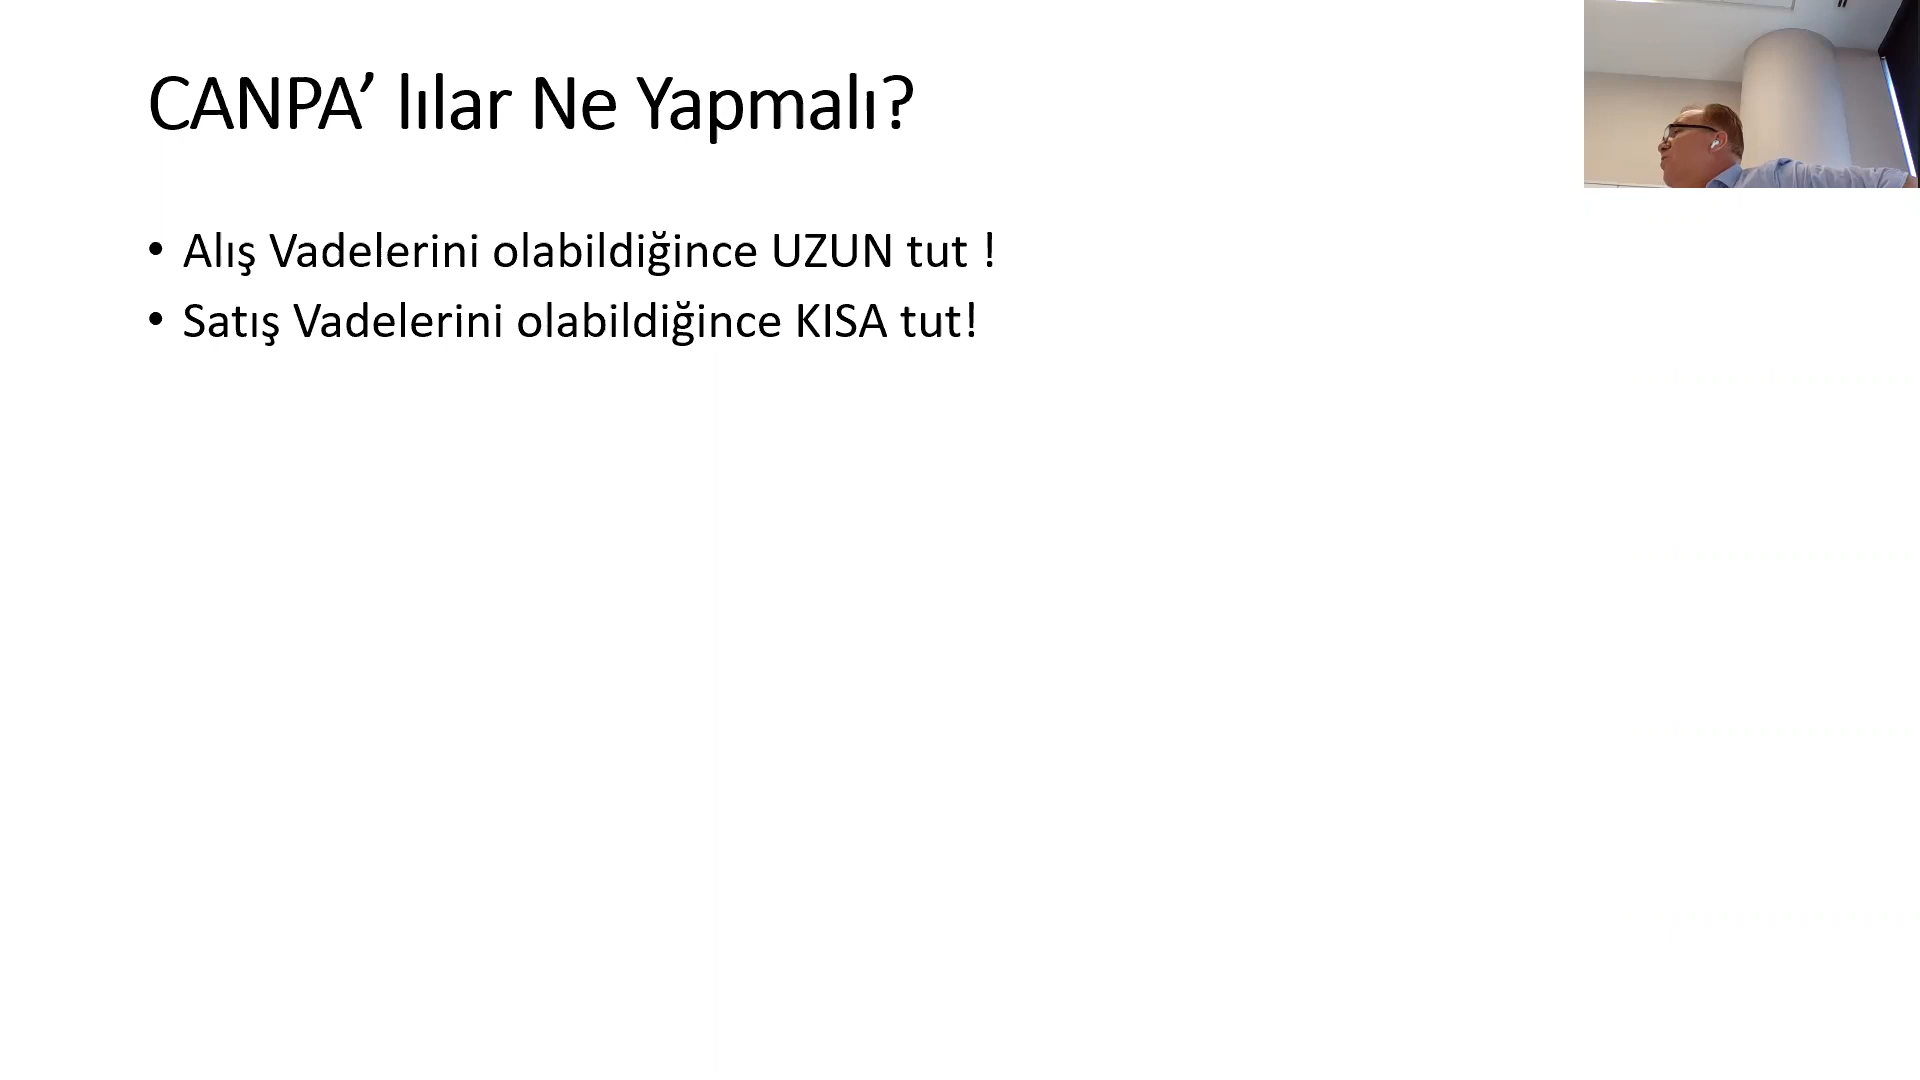 CANPA’ lılar Ne Yapmalı?
• Alış Vadelerini olabildiğince UZUN tut !
• Satış Vadelerini olabildiğince KISA tut!